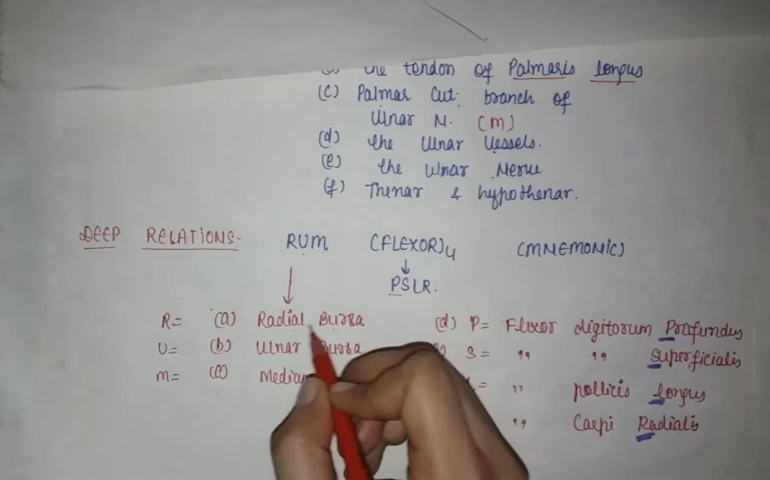 the tendon of Palmaris longus
(c) Palmar cut. branch of
Ulnar N. (M)
(d) the Ulnar Vessels.
(e) the Ulnar Nerve
(f) Thenar & hypothenar.
DEEP RELATIONS- RUM (FLEXOR)4 (MNEMONIC)
PSLR.
R= (a) Radial Bursa (d) P= Flexor digitorum Profundus
U= (b) Ulnar Bursa S= ,, ,, Superficialis
M= (c) Median = ,, pollicis longus
,, Carpi Radialis